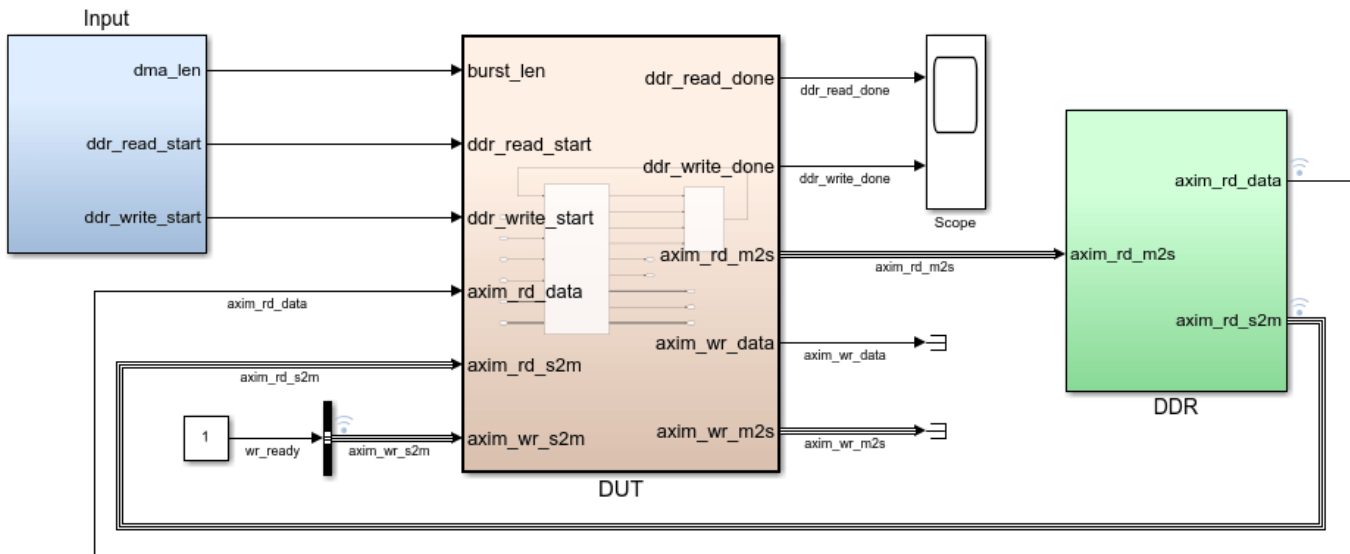 Input
dma_len
ddr_read_start
ddr_write_start
burst_len
ddr_read_start
ddr_write_start
axim_rd_data
axim_rd_s2m
axim_wr_s2m
ddr_read_done
ddr_write_done
axim_rd_m2s
axim_wr_data
axim_wr_m2s
DUT
ddr_read_done
ddr_write_done
Scope
axim_rd_m2s
axim_wr_data
axim_wr_m2s
axim_rd_m2s
axim_rd_data
axim_rd_s2m
DDR
axim_rd_data
axim_rd_s2m
1
wr_ready
axim_wr_s2m